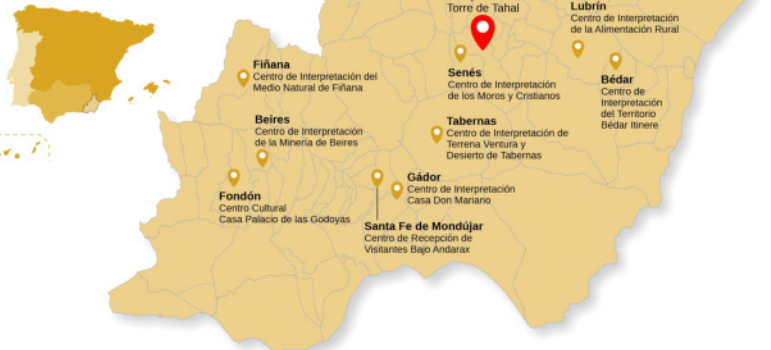 Torre de Tahal
Lubrín
Centro de Interpretación
de la Alimentación Rural
Fiñana
Centro de Interpretación del
Medio Natural de Fiñana
Senés
Centro de Interpretación
de los Moros y Cristianos
Bédar
Centro de
Interpretación
del Territorio
Bédar Itinere
Beires
Centro de Interpretación
de la Minería de Beires
Tabernas
Centro de Interpretación de
Terrena Ventura y
Desierto de Tabernas
Gádor
Centro de Interpretación
Casa Don Mariano
Fondón
Centro Cultural
Casa Palacio de las Godoyas
Santa Fe de Mondújar
Centro de Recepción de
Visitantes Bajo Andarax